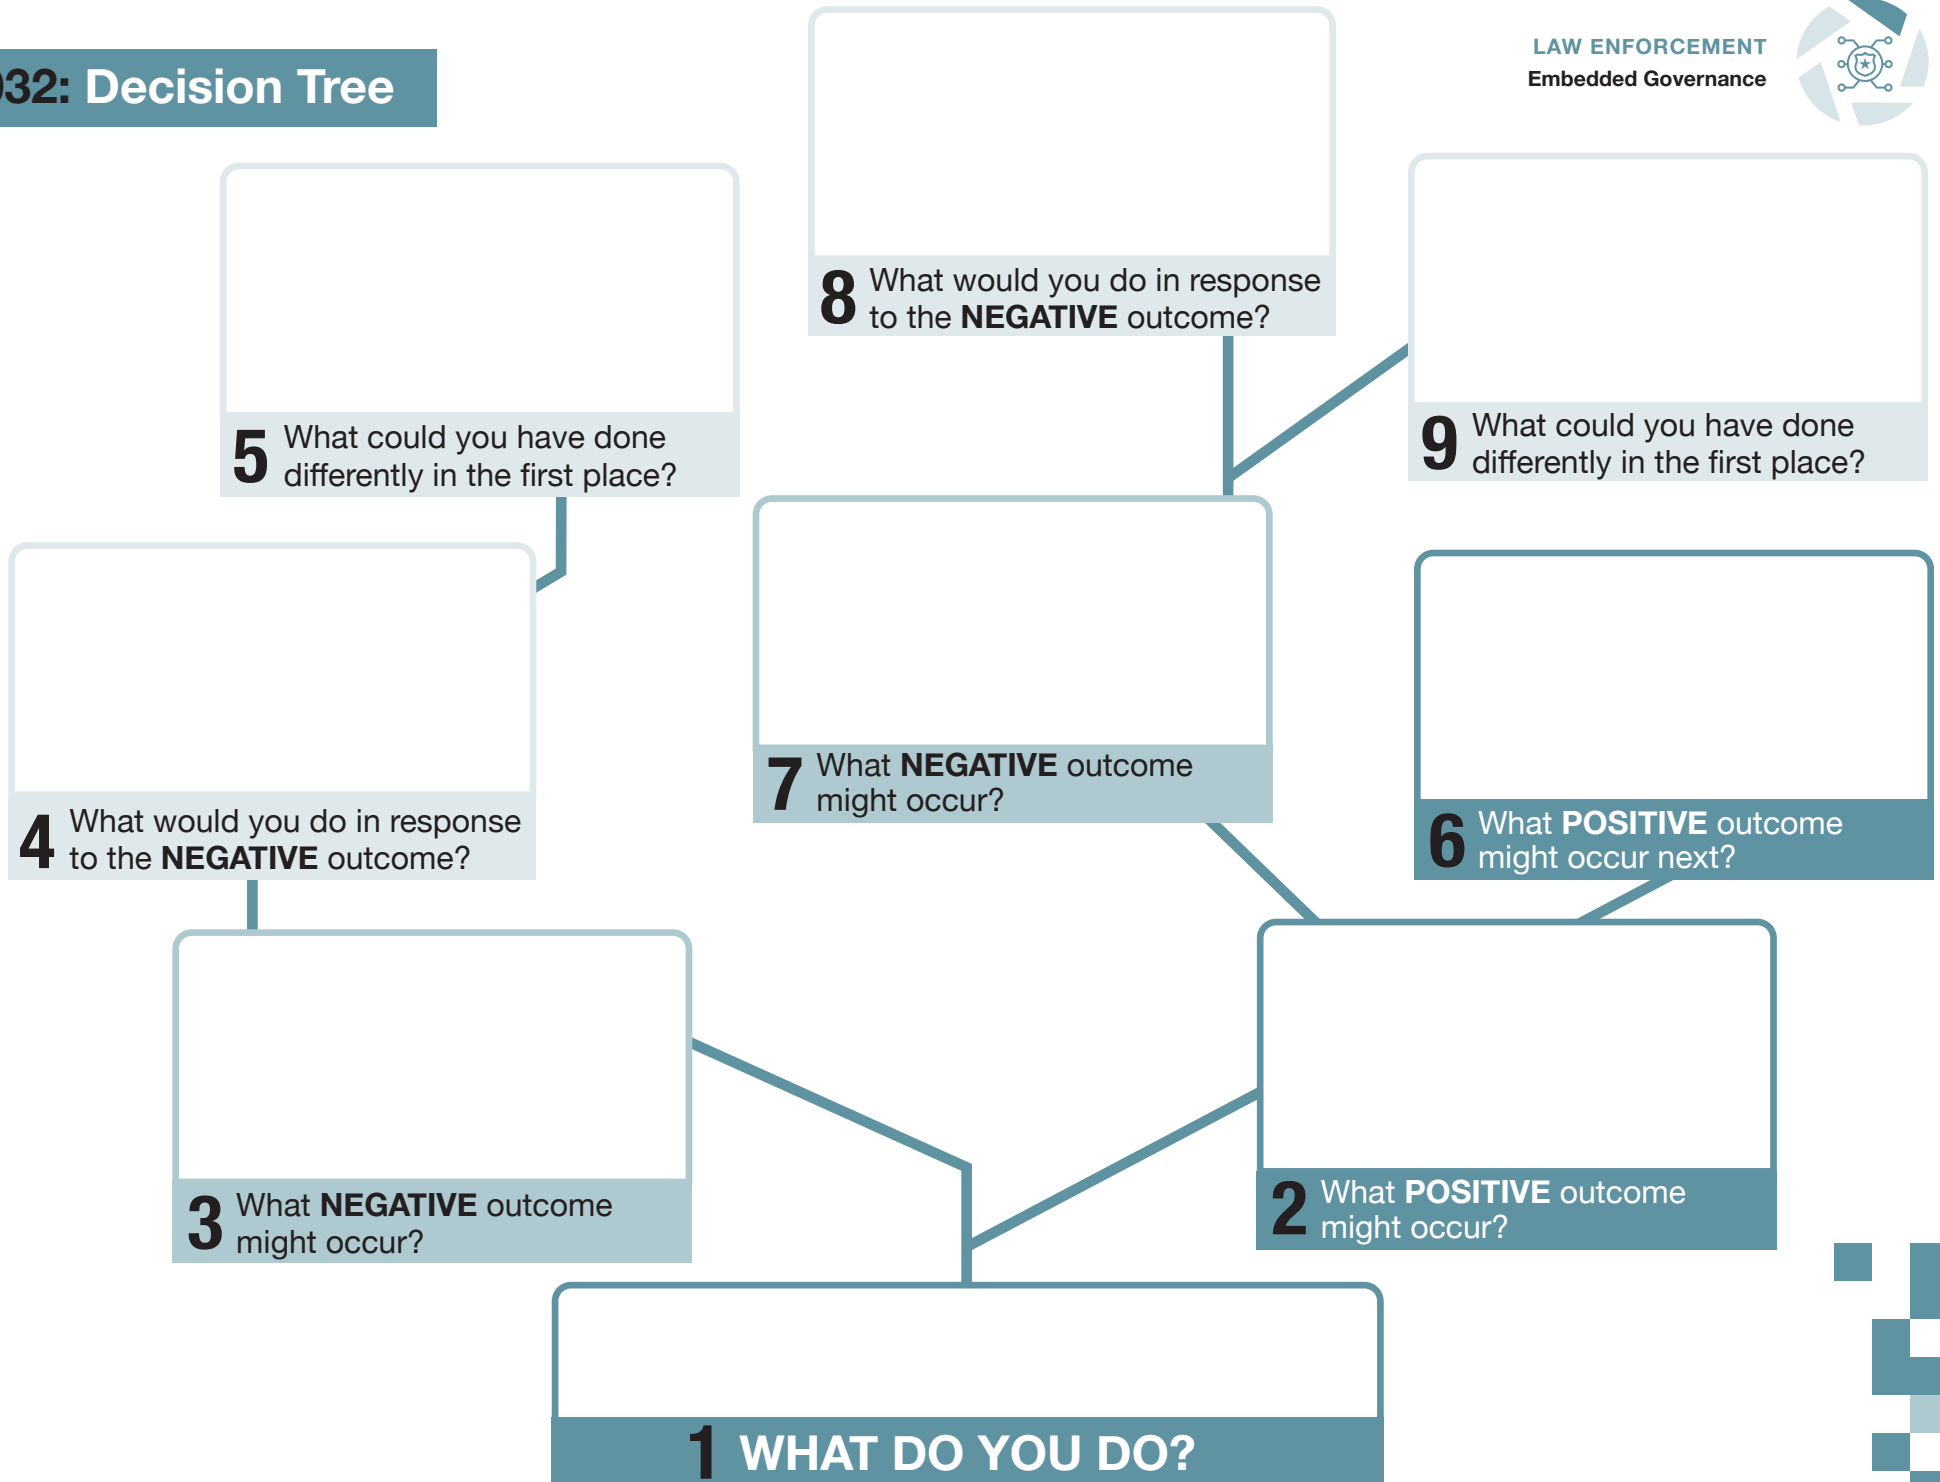 32: Decision Tree
LAW ENFORCEMENT
Embedded Governance
8 What would you do in response
to the NEGATIVE outcome?
5 What could you have done
differently in the first place?
9 What could you have done
differently in the first place?
7 What NEGATIVE outcome
might occur?
4 What would you do in response
to the NEGATIVE outcome?
6 What POSITIVE outcome
might occur next?
3 What NEGATIVE outcome
might occur?
2 What POSITIVE outcome
might occur?
1 WHAT DO YOU DO?